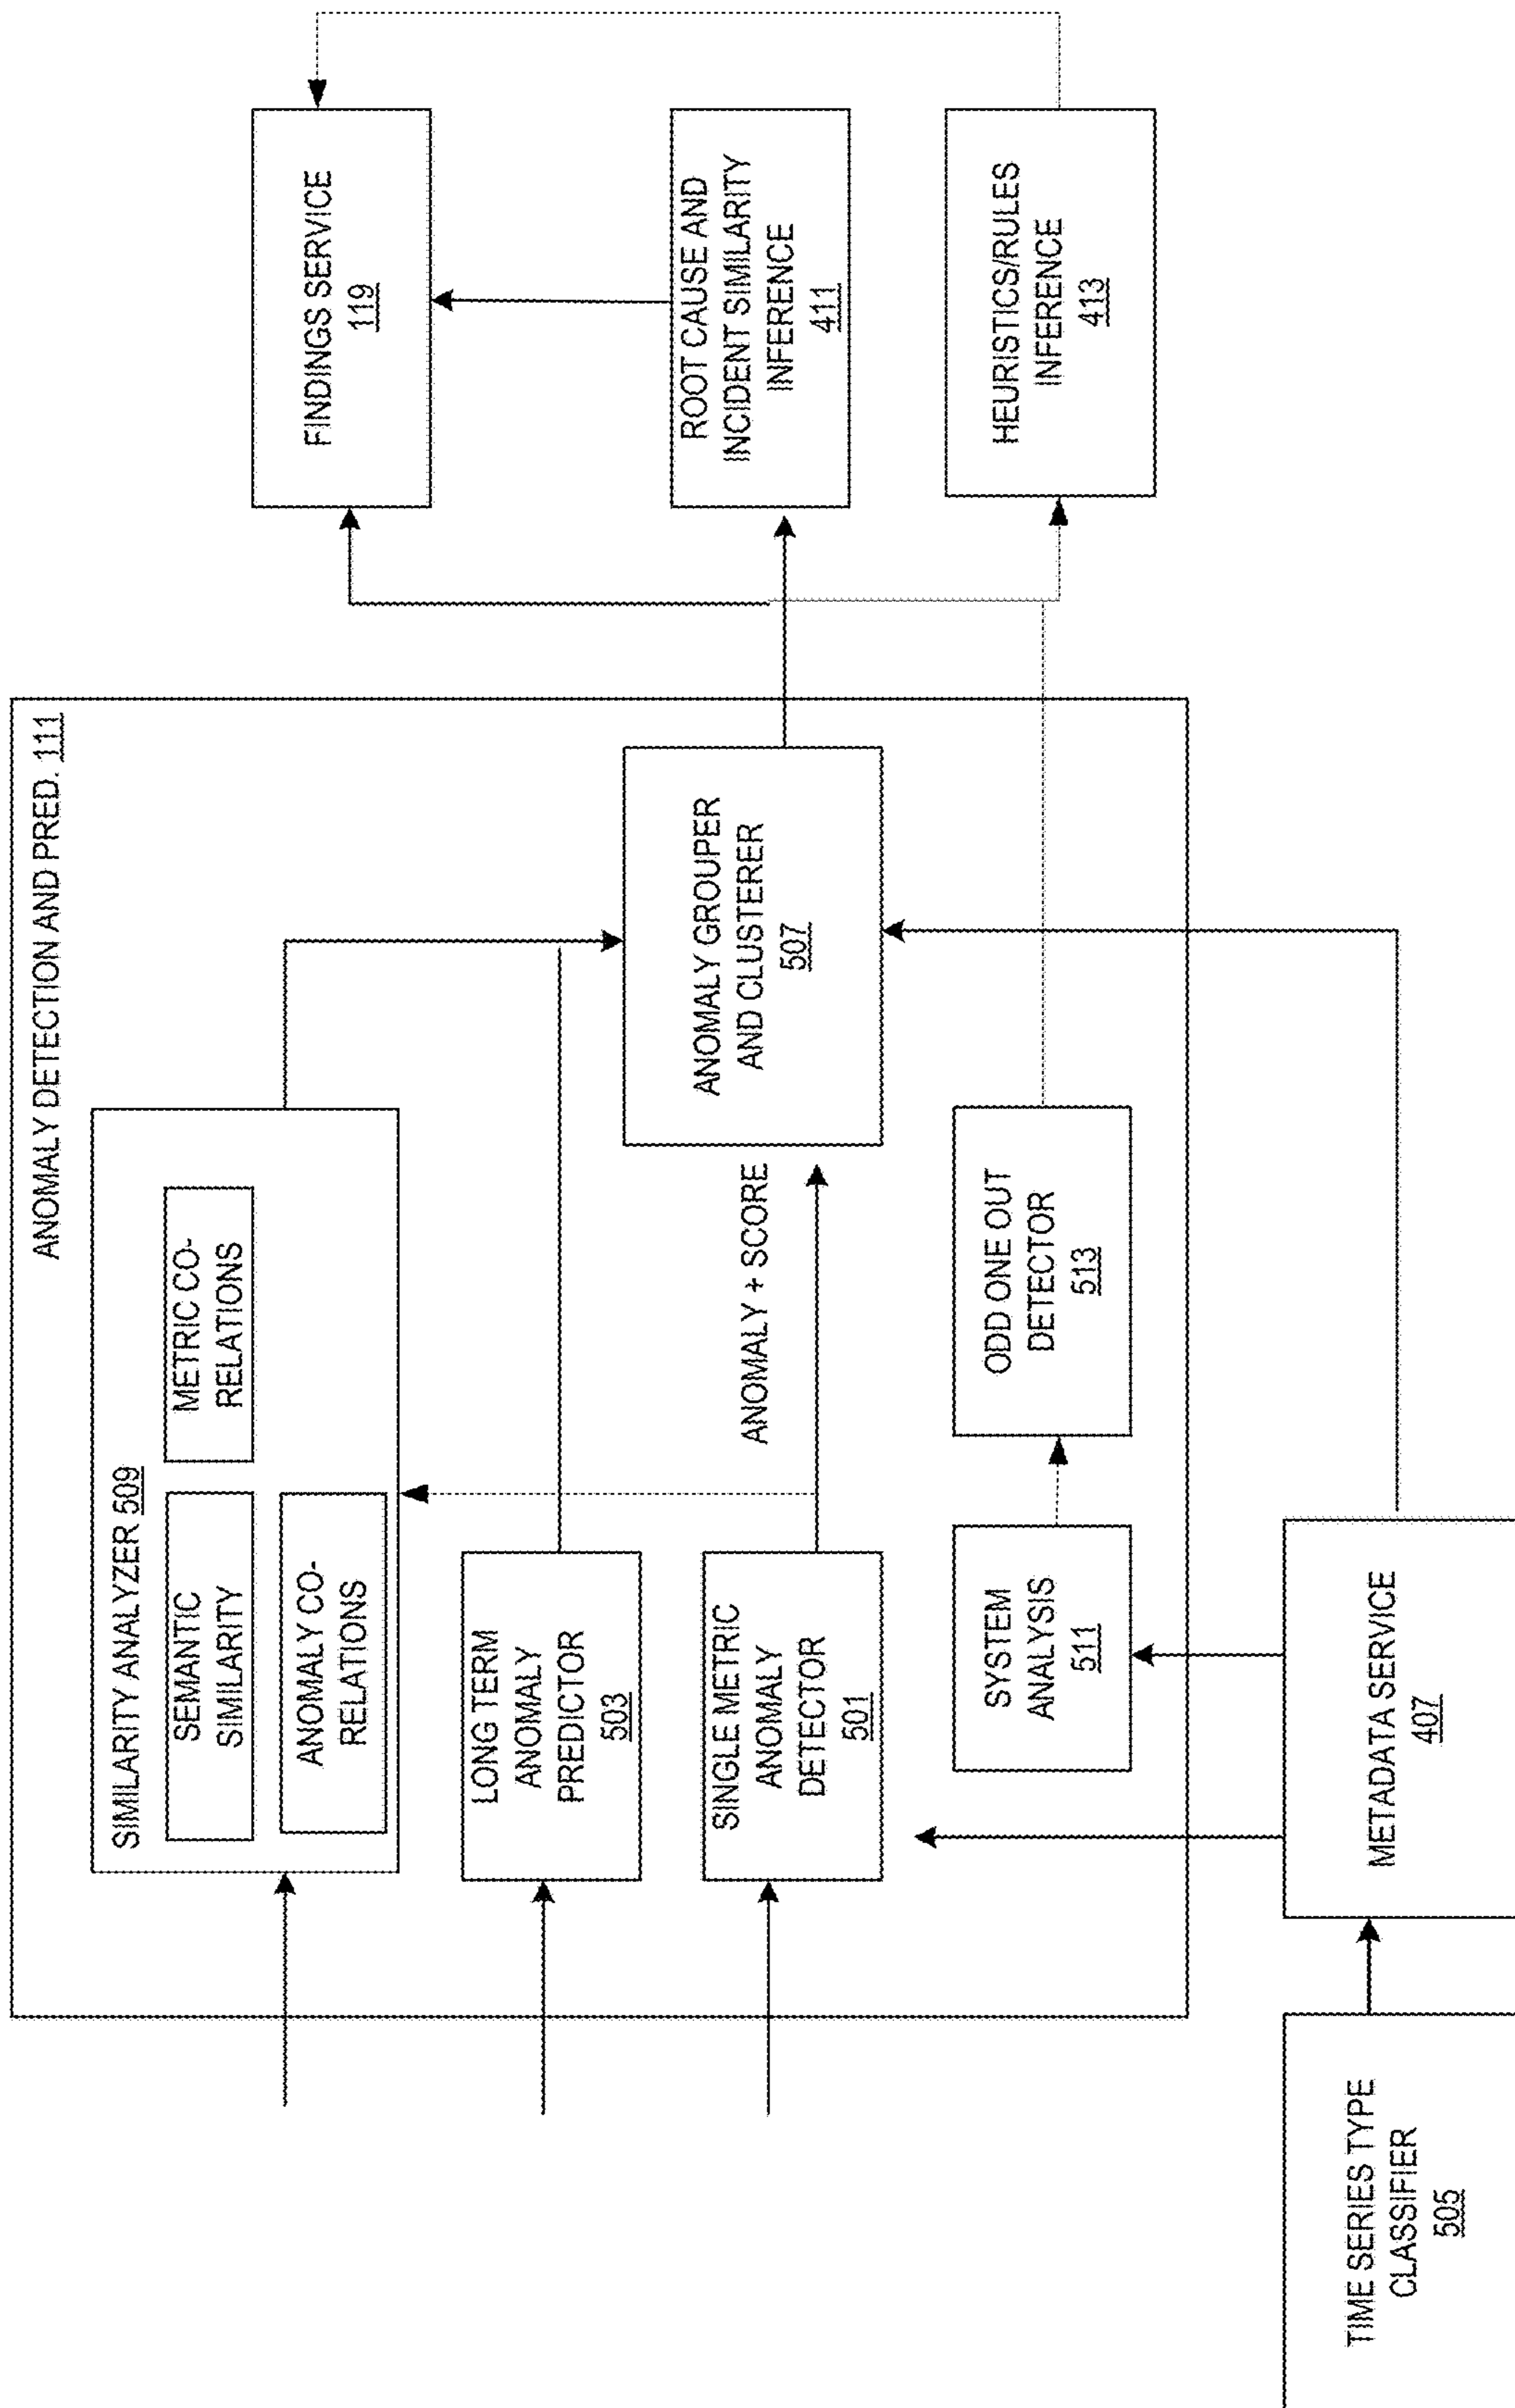 ANOMALY DETECTION AND PRED. 111
SIMILARITY ANALYZER 509
SEMANTIC
SIMILARITY
METRIC CO-
RELATIONS
ANOMALY CO-
RELATIONS
LONG TERM
ANOMALY
PREDICTOR
503
SINGLE METRIC
ANOMALY
DETECTOR
501
ANOMALY + SCORE
ANOMALY GROUPER
AND CLUSTERER
507
SYSTEM
ANALYSIS
511
ODD ONE OUT
DETECTOR
513
FINDINGS SERVICE
119
ROOT CAUSE AND
INCIDENT SIMILARITY
INFERENCE
411
HEURISTICS/RULES
INFERENCE
413
TIME SERIES TYPE
CLASSIFIER
505
METADATA SERVICE
407